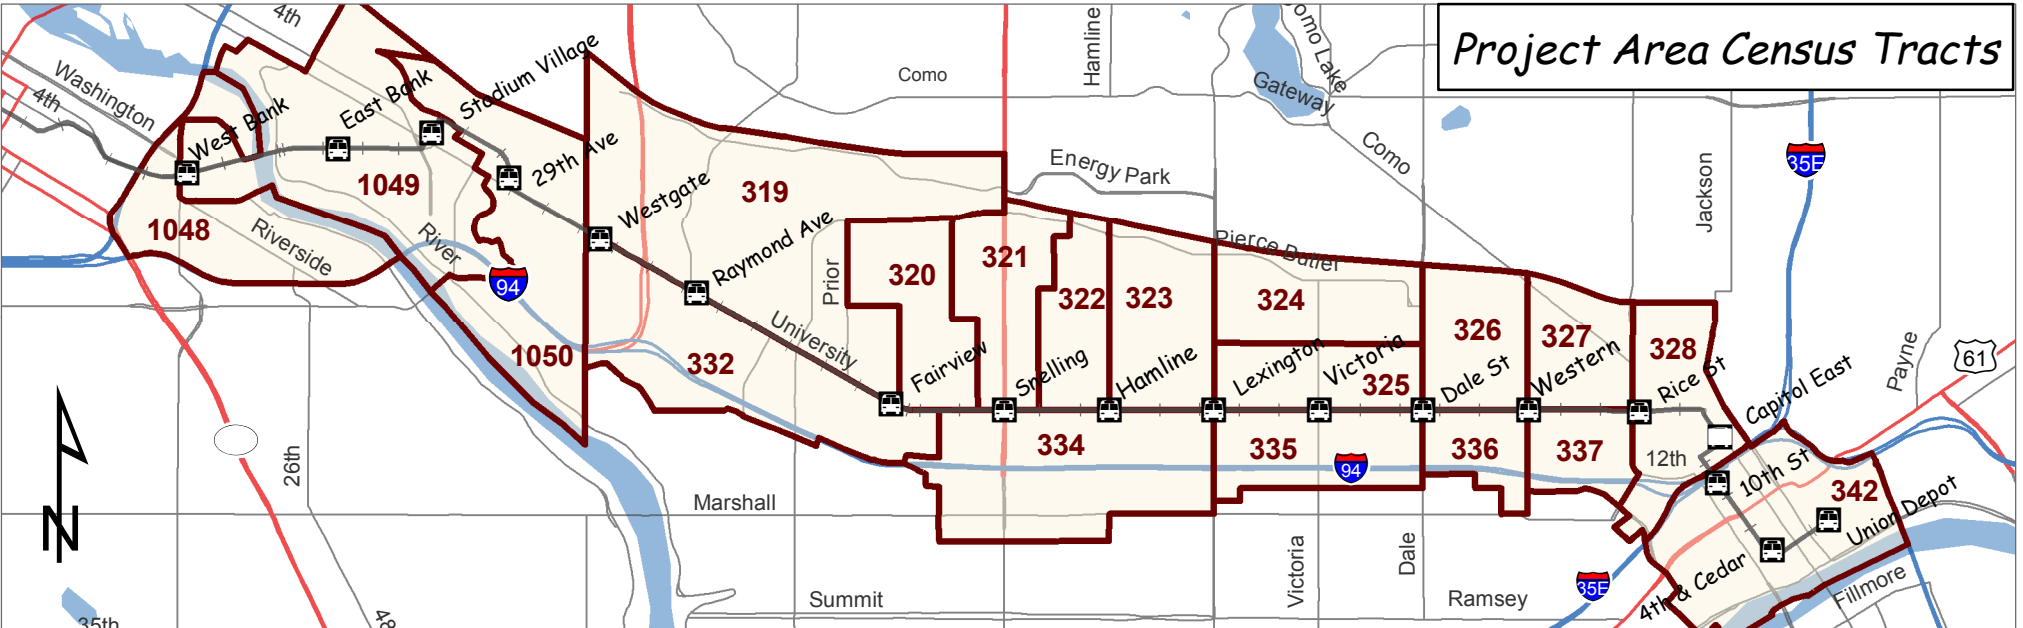 Project Area Census Tracts
4th
Washington
4th
West Bank
East Bank
Stadium Village
29th Ave
Westgate
Raymond Ave
Como
Hamline
Como Lake
Gateway
Como
Energy Park
Pierce Butler
Jackson
35E
1049
1048
Riverside
River
94
1050
319
Prior
320
321
322
323
324
326
327
328
332
University
Fairview
Snelling
Hamline
Lexington
Victoria
325
Dale St
Western
Rice St
Capitol East
Payne
61
334
335
94
336
337
12th
10th St
342
Union Depot
26th
Marshall
Victoria
Dale
35E
4th & Cedar
Fillmore
Summit
Ramsey
35th
N